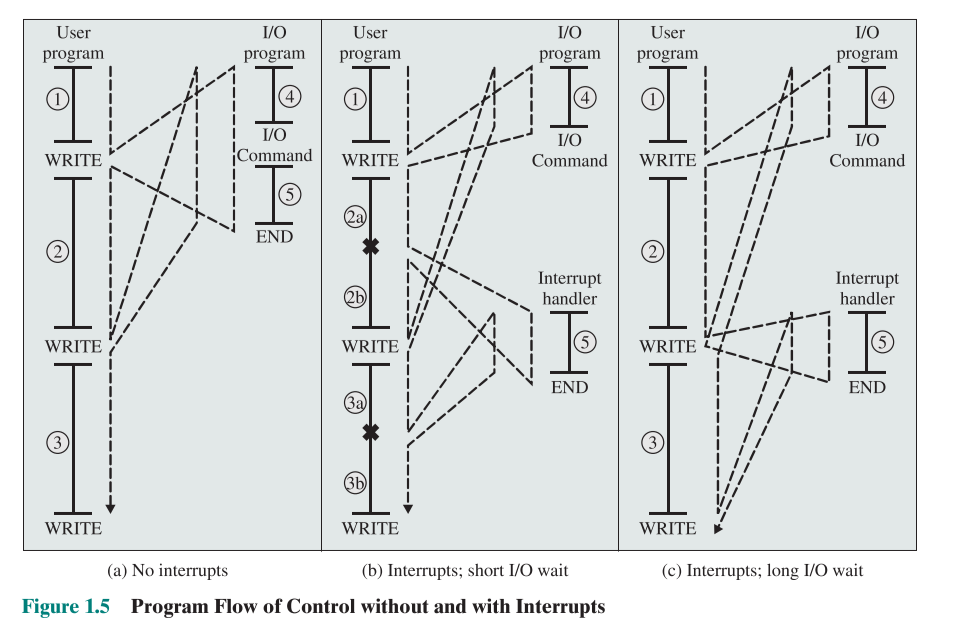 User
program
I/O
program
1
4
WRITE
I/O
Command
5
2
END
WRITE
3
WRITE
(a) No interrupts
User
program
I/O
program
1
4
WRITE
I/O
Command
2a
2b
Interrupt
handler
WRITE
5
END
3a
3b
WRITE
(b) Interrupts; short I/O wait
User
program
I/O
program
1
4
WRITE
I/O
Command
2
Interrupt
handler
WRITE
5
END
3
WRITE
(c) Interrupts; long I/O wait
Figure 1.5 Program Flow of Control without and with Interrupts